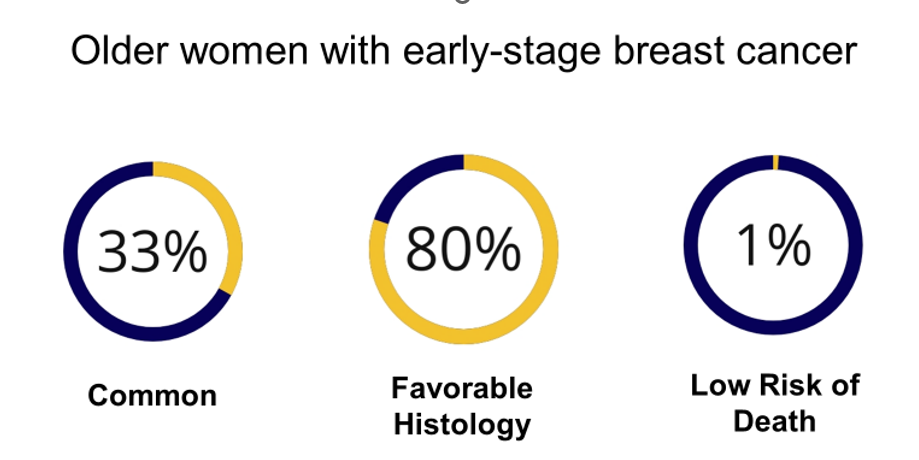 Older women with early-stage breast cancer
33%
80%
1%
Common
Favorable
Histology
Low Risk of
Death